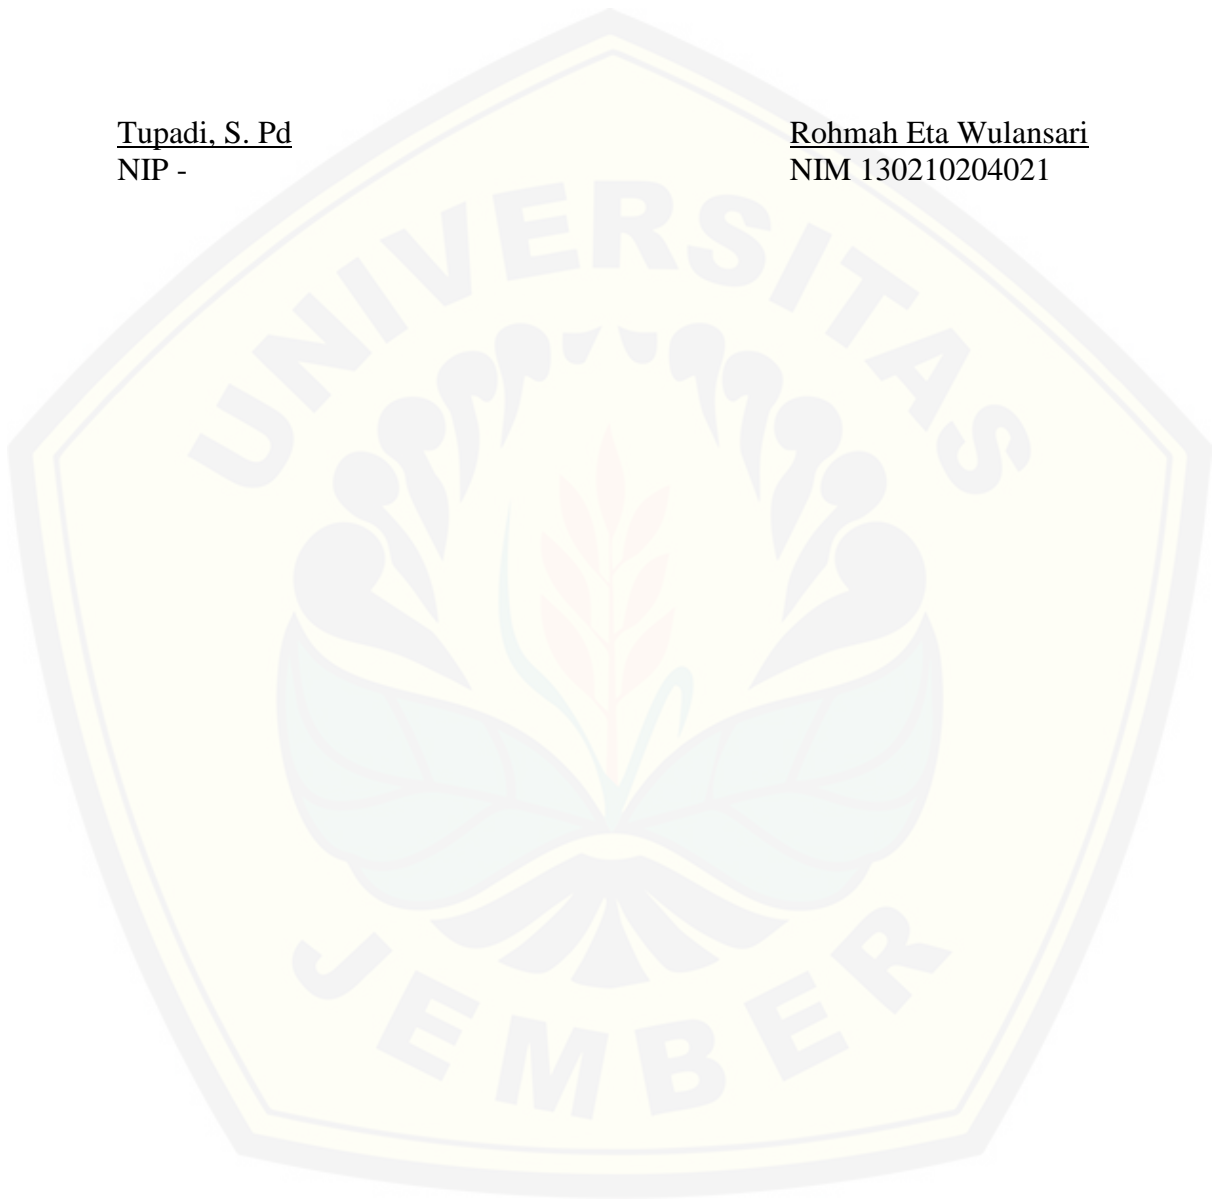 Tupadi, S. Pd
NIP -
Rohmah Eta Wulansari
NIM 130210204021
UNIVERSITAS
JEMBER